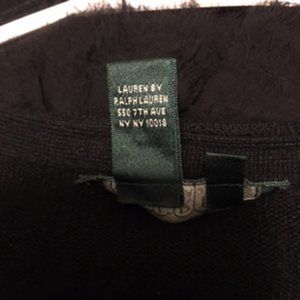 LAUREN BY
RALPH LAUREN
550 7TH AVE
NY NY 10018